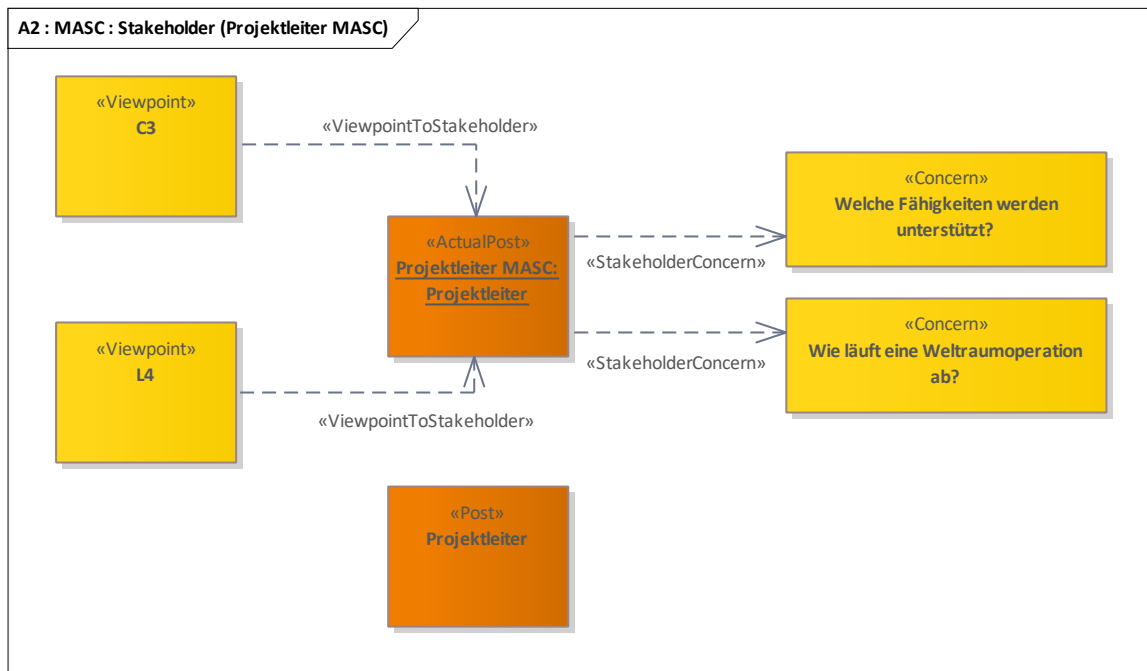 A2 : MASC : Stakeholder (Projektleiter MASC)
«Viewpoint»
C3
«ViewpointToStakeholder»
«Concern»
Welche Fähigkeiten werden
unterstützt?
«ActualPost»
Projektleiter MASC:
Projektleiter
«StakeholderConcern»
«Viewpoint»
L4
«Concern»
Wie läuft eine Weltraumoperation
ab?
«StakeholderConcern»
«ViewpointToStakeholder»
«Post»
Projektleiter